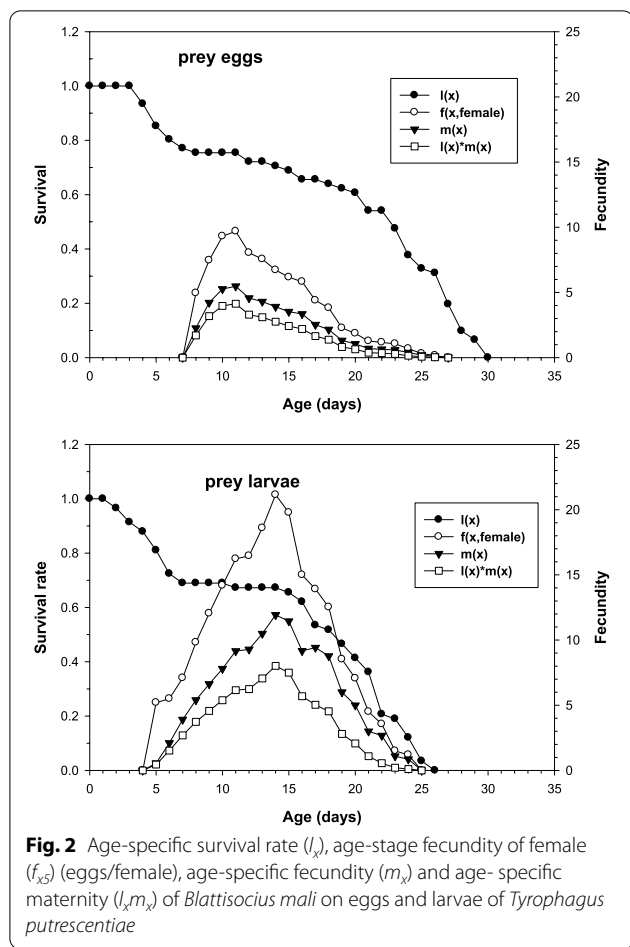 prey eggs
l(x)
f(x,female)
m(x)
l(x)*m(x)
Survival
Fecundity
1.2
1.0
0.8
0.6
0.4
0.2
0.0
25
20
15
10
5
0
0 5 10 15 20 25 30 35
Age (days)
prey larvae
l(x)
f(x,female)
m(x)
l(x)*m(x)
Survival rate
Fecundity
1.2
1.0
0.8
0.6
0.4
0.2
0.0
25
20
15
10
5
0
0 5 10 15 20 25 30 35
Age (days)
Fig. 2 Age-specific survival rate (lx), age-stage fecundity of female
(fx5) (eggs/female), age-specific fecundity (mx) and age- specific
maternity (lxmx) of Blattisocius mali on eggs and larvae of Tyrophagus
putrescentiae